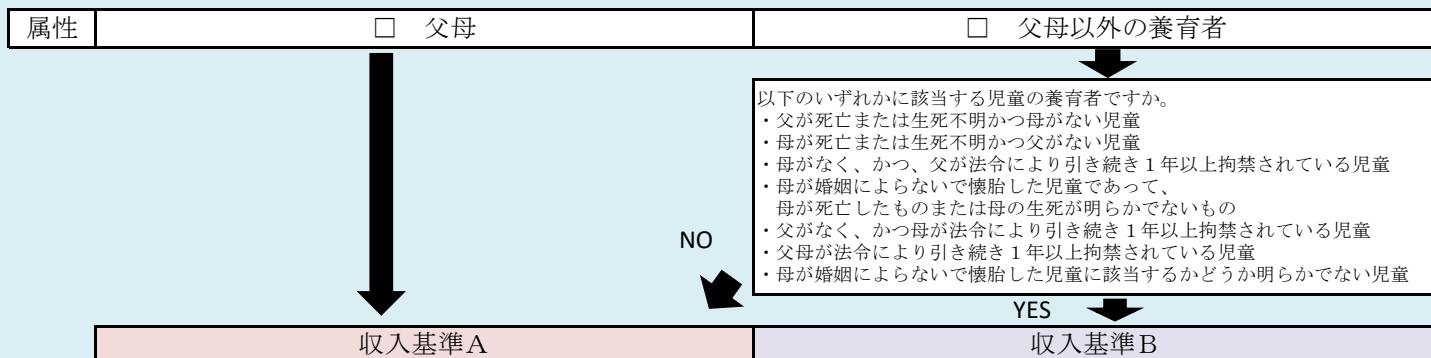 属性
□ 父母
□ 父母以外の養育者
以下のいずれかに該当する児童の養育者ですか。
・父が死亡または生死不明かつ母がない児童
・母が死亡または生死不明かつ父がない児童
・母がなく、かつ、父が法令により引き続き１年以上拘禁されている児童
・母が婚姻によらないで懐胎した児童であって、
母が死亡したものまたは母の生死が明らかでないもの
・父がなく、かつ母が法令により引き続き１年以上拘禁されている児童
・父母が法令により引き続き１年以上拘禁されている児童
・母が婚姻によらないで懐胎した児童に該当するかどうか明らかでない児童
NO
YES
収入基準A
収入基準B